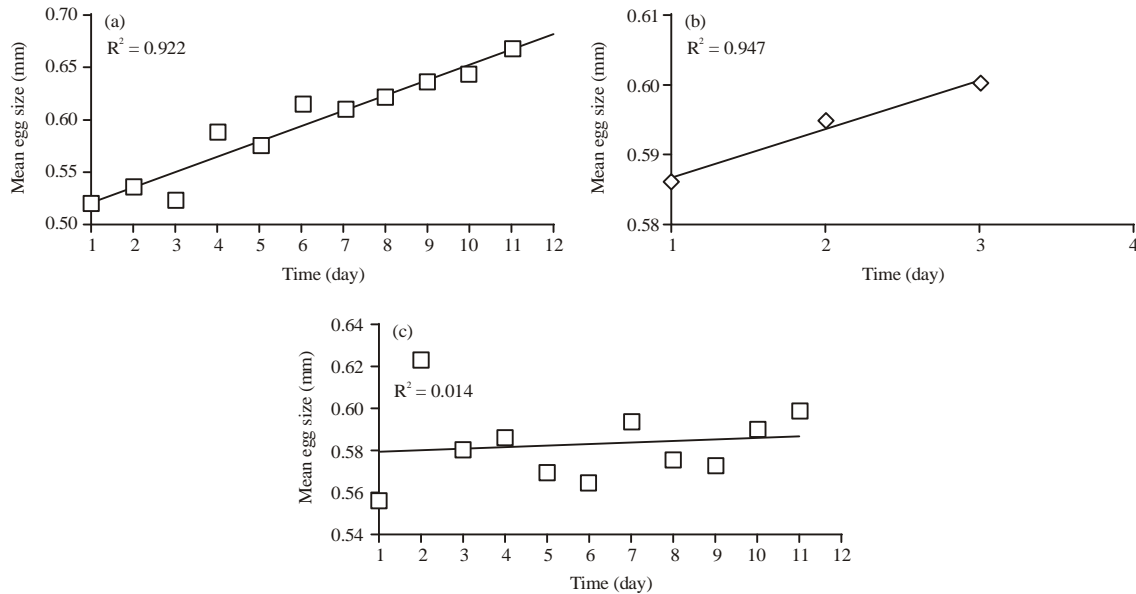 (a)
R² = 0.922
Mean egg size (mm)
0.70
0.65
0.60
0.55
0.50
1 2 3 4 5 6 7 8 9 10 11 12
Time (day)
(b)
R² = 0.947
Mean egg size (mm)
0.61
0.60
0.59
0.58
1 2 3 4
Time (day)
(c)
R² = 0.014
Mean egg size (mm)
0.64
0.62
0.60
0.58
0.56
0.54
1 2 3 4 5 6 7 8 9 10 11 12
Time (day)